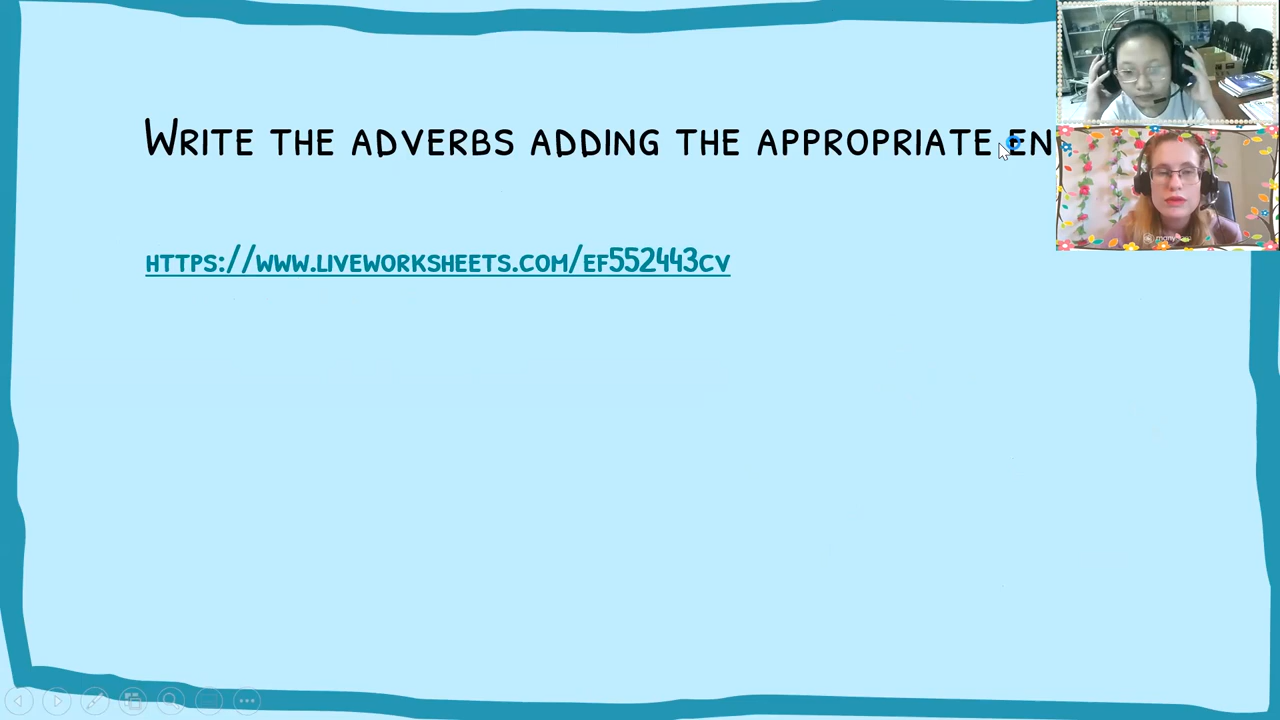 Write the adverbs adding the appropriate en
https://www.liveworksheets.com/ef552443cv